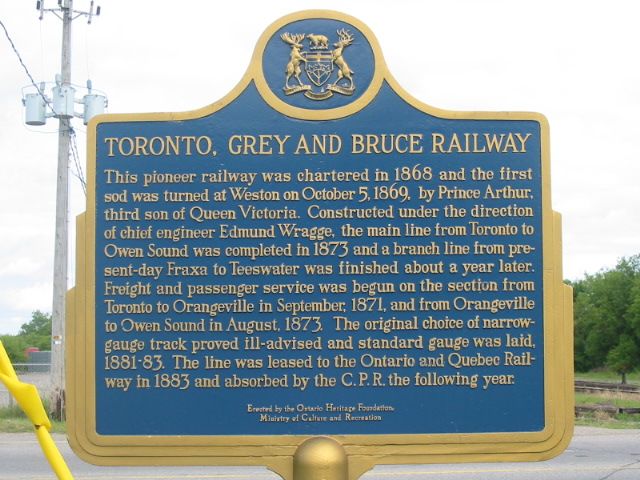 TORONTO, GREY AND BRUCE RAILWAY
This pioneer railway was chartered in 1868 and the first
sod was turned at Weston on October 5, 1869, by Prince Arthur,
third son of Queen Victoria. Constructed under the direction
of chief engineer Edmund Wragge, the main line from Toronto to
Owen Sound was completed in 1873 and a branch line from pre-
sent-day Fraxa to Teeswater was finished about a year later.
Freight and passenger service was begun on the section from
Toronto to Orangeville in September, 1871, and from Orangeville
to Owen Sound in August, 1873. The original choice of narrow-
gauge track proved ill-advised and standard gauge was laid,
1881-83. The line was leased to the Ontario and Quebec Rail-
way in 1883 and absorbed by the C.P.R. the following year.
Erected by the Ontario Heritage Foundation,
Ministry of Culture and Recreation